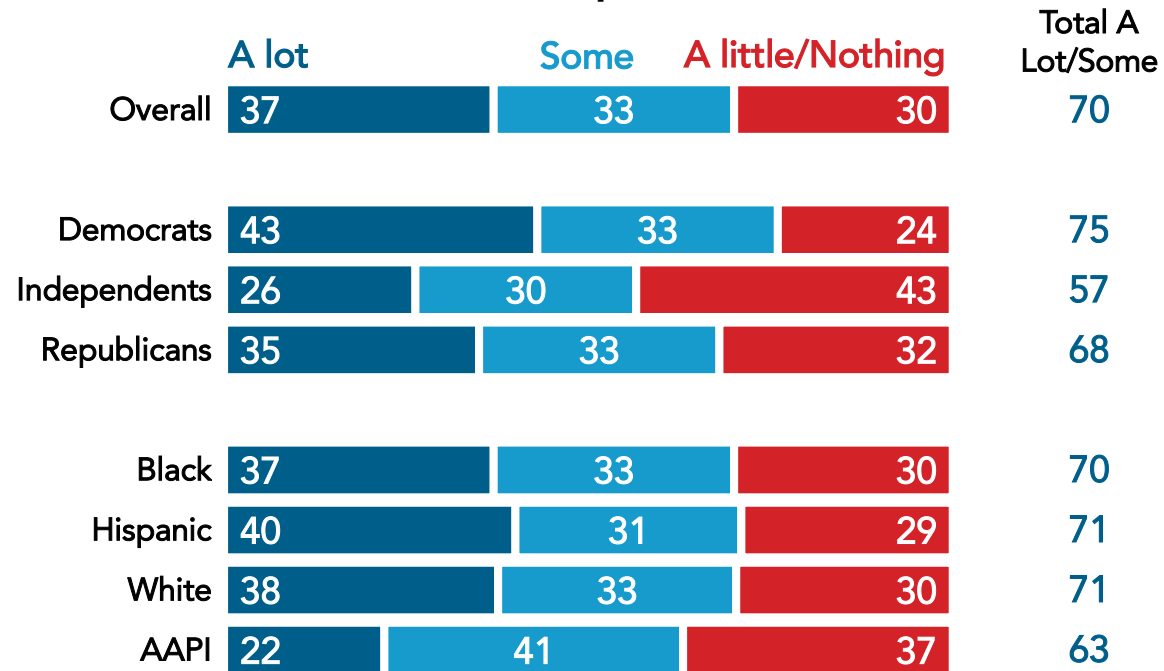 Total A
Lot/Some
A lot Some A little/Nothing
Overall 37 33 30 70
Democrats 43 33 24 75
Independents 26 30 43 57
Republicans 35 33 32 68
Black 37 33 30 70
Hispanic 40 31 29 71
White 38 33 30 71
AAPI 22 41 37 63